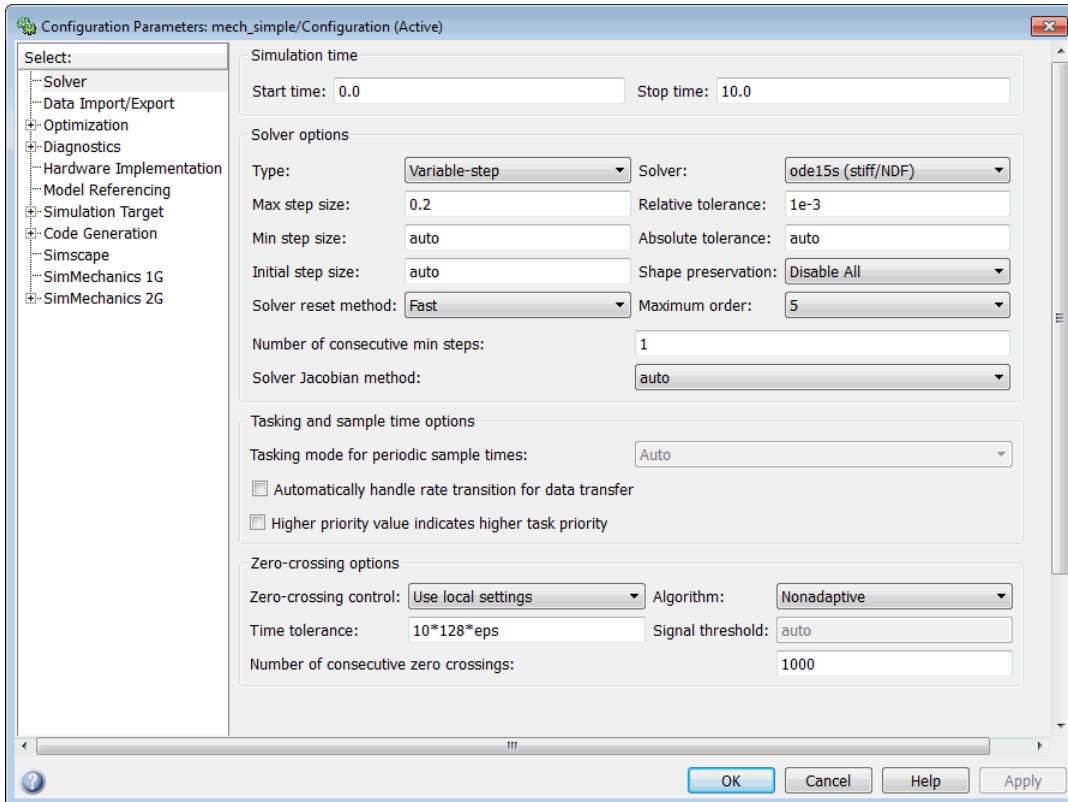 Configuration Parameters: mech_simple/Configuration (Active)
Select:
Solver
Data Import/Export
Optimization
Diagnostics
Hardware Implementation
Model Referencing
Simulation Target
Code Generation
Simscape
SimMechanics 1G
SimMechanics 2G
Simulation time
Start time: 0.0 Stop time: 10.0
Solver options
Type: Variable-step Solver: ode15s (stiff/NDF)
Max step size: 0.2 Relative tolerance: 1e-3
Min step size: auto Absolute tolerance: auto
Initial step size: auto Shape preservation: Disable All
Solver reset method: Fast Maximum order: 5
Number of consecutive min steps: 1
Solver Jacobian method: auto
Tasking and sample time options
Tasking mode for periodic sample times: Auto
Automatically handle rate transition for data transfer
Higher priority value indicates higher task priority
Zero-crossing options
Zero-crossing control: Use local settings Algorithm: Nonadaptive
Time tolerance: 10*128*eps Signal threshold: auto
Number of consecutive zero crossings: 1000
OK Cancel Help Apply